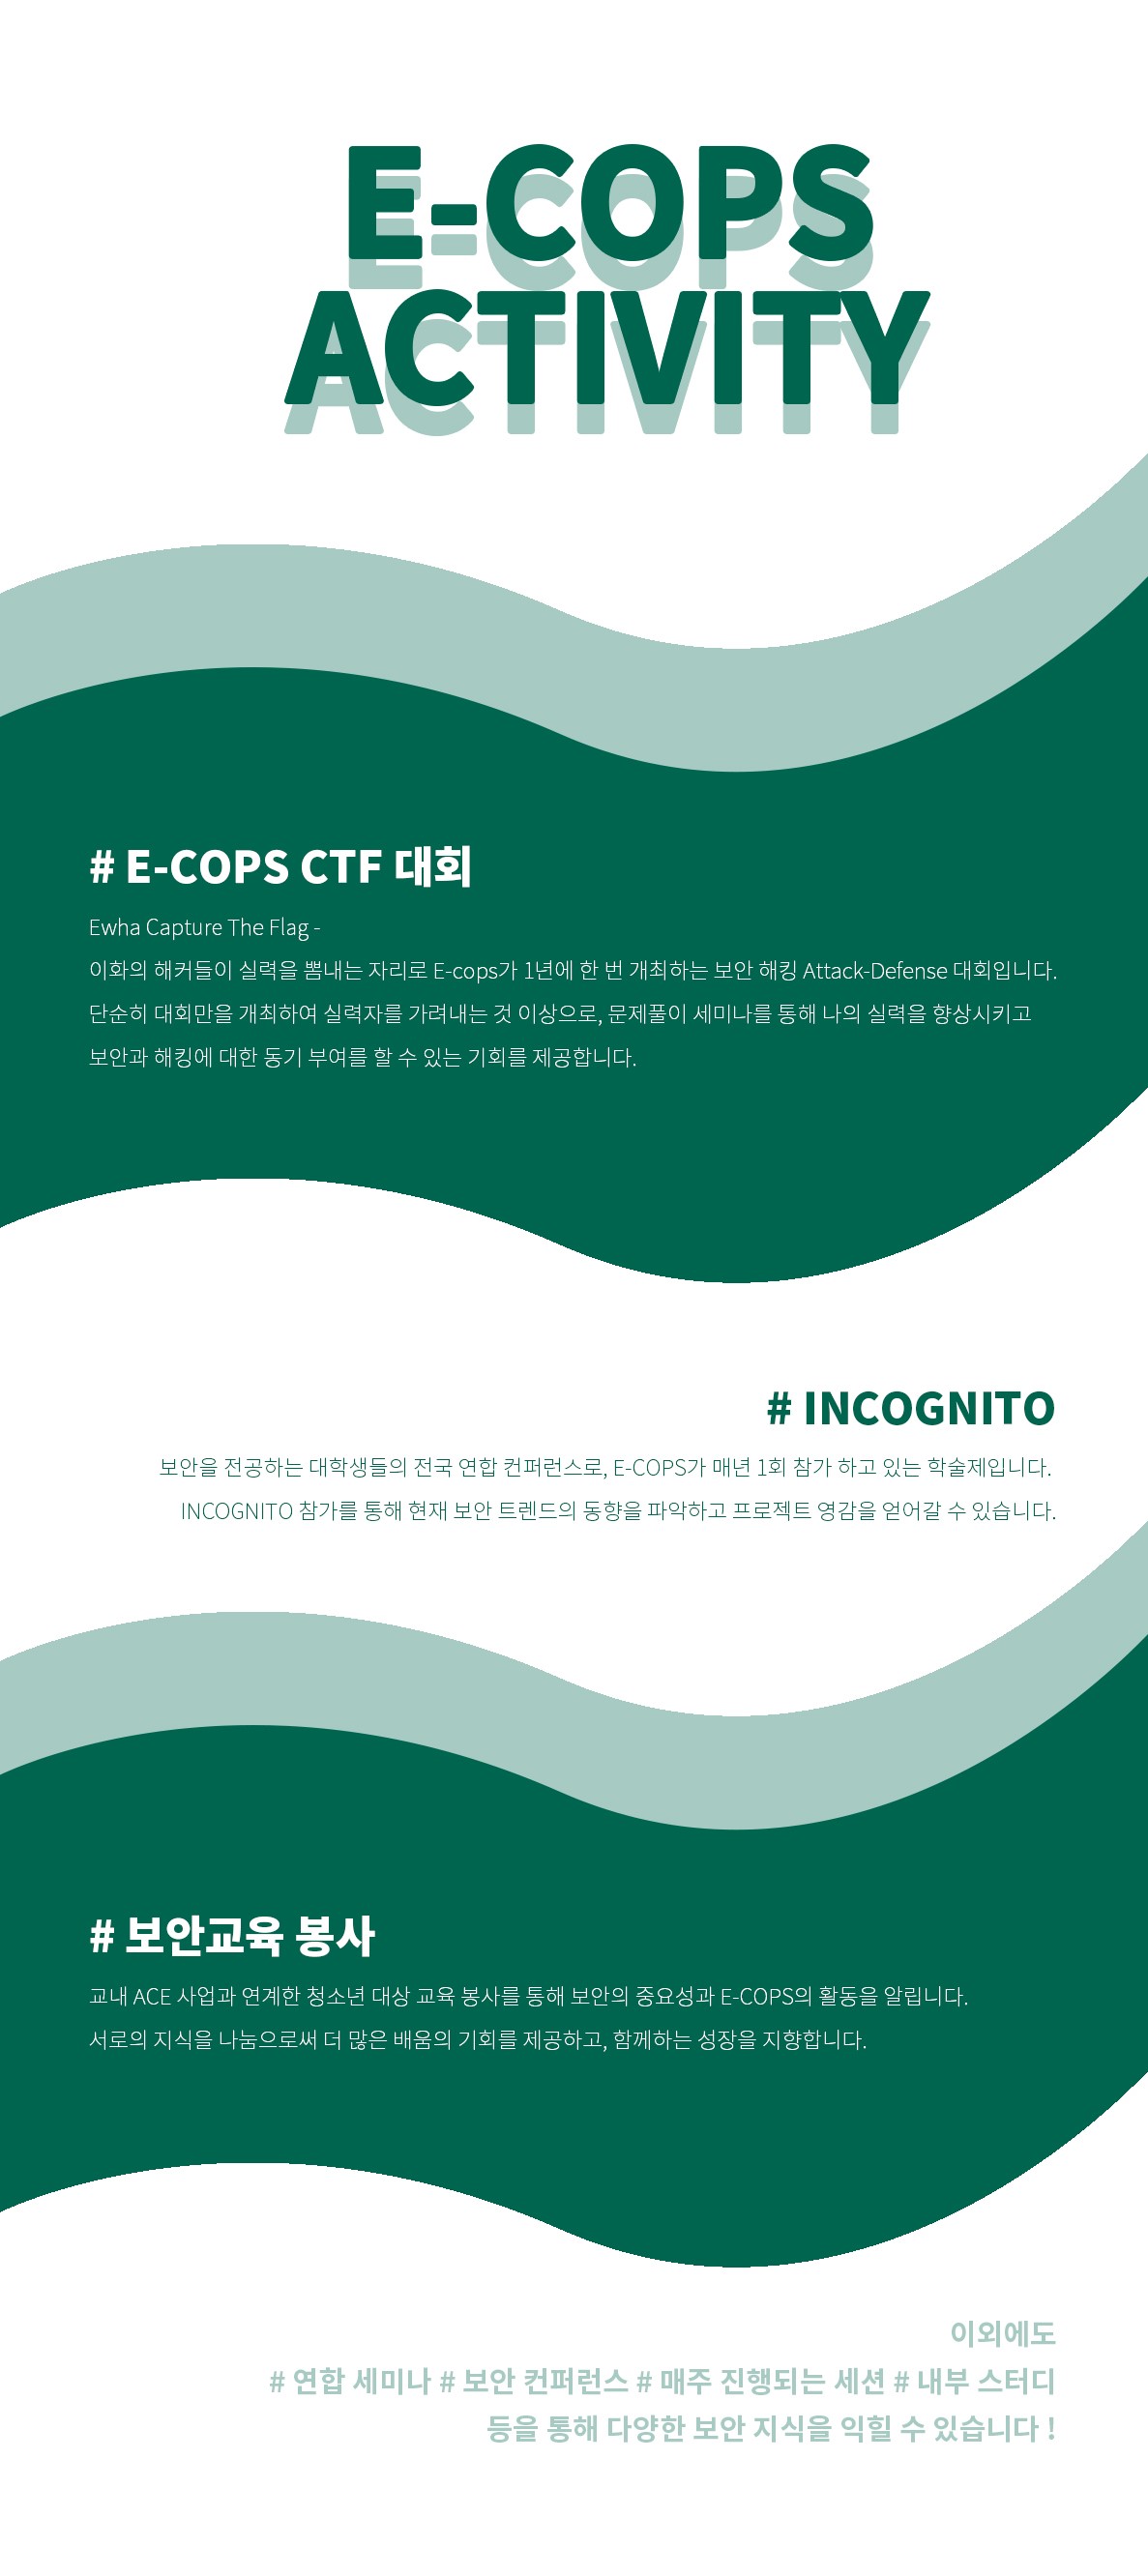 E-COPS
ACTIVITY
# E-COPS CTF 대회
Ewha Capture The Flag -
이화의 해커들이 실력을 뽐내는 자리로 E-cops가 1년에 한 번 개최하는 보안 해킹 Attack-Defense 대회입니다.
단순히 대회만을 개최하여 실력자를 가려내는 것 이상으로, 문제풀이 세미나를 통해 나의 실력을 향상시키고
보안과 해킹에 대한 동기 부여를 할 수 있는 기회를 제공합니다.
# INCOGNITO
보안을 전공하는 대학생들의 전국 연합 컨퍼런스로, E-COPS가 매년 1회 참가 하고 있는 학술제입니다.
INCOGNITO 참가를 통해 현재 보안 트렌드의 동향을 파악하고 프로젝트 영감을 얻어갈 수 있습니다.
# 보안교육 봉사
교내 ACE 사업과 연계한 청소년 대상 교육 봉사를 통해 보안의 중요성과 E-COPS의 활동을 알립니다.
서로의 지식을 나눔으로써 더 많은 배움의 기회를 제공하고, 함께하는 성장을 지향합니다.
이외에도
# 연합 세미나 # 보안 컨퍼런스 # 매주 진행되는 세션 # 내부 스터디
등을 통해 다양한 보안 지식을 익힐 수 있습니다 !